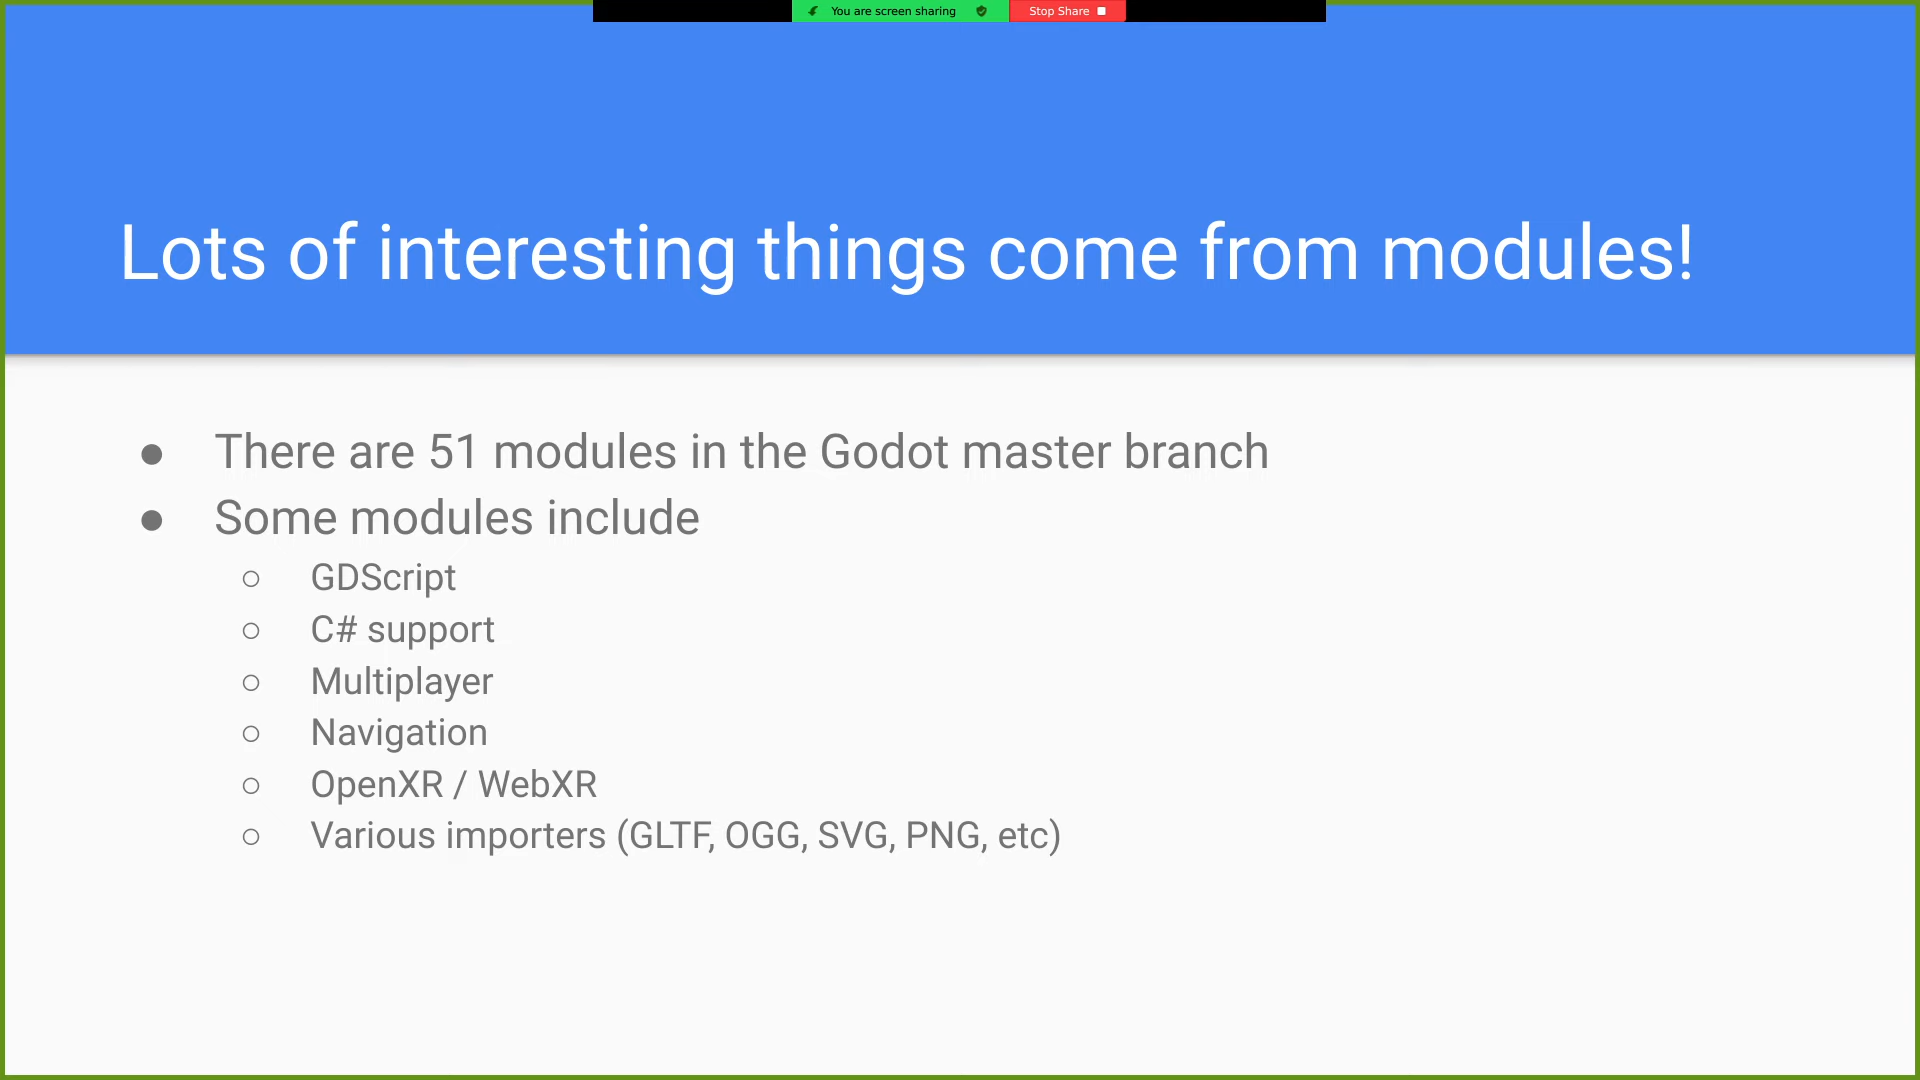 You are screen sharing
Stop Share
Lots of interesting things come from modules!
● There are 51 modules in the Godot master branch
● Some modules include
○ GDScript
○ C# support
○ Multiplayer
○ Navigation
○ OpenXR / WebXR
○ Various importers (GLTF, OGG, SVG, PNG, etc)